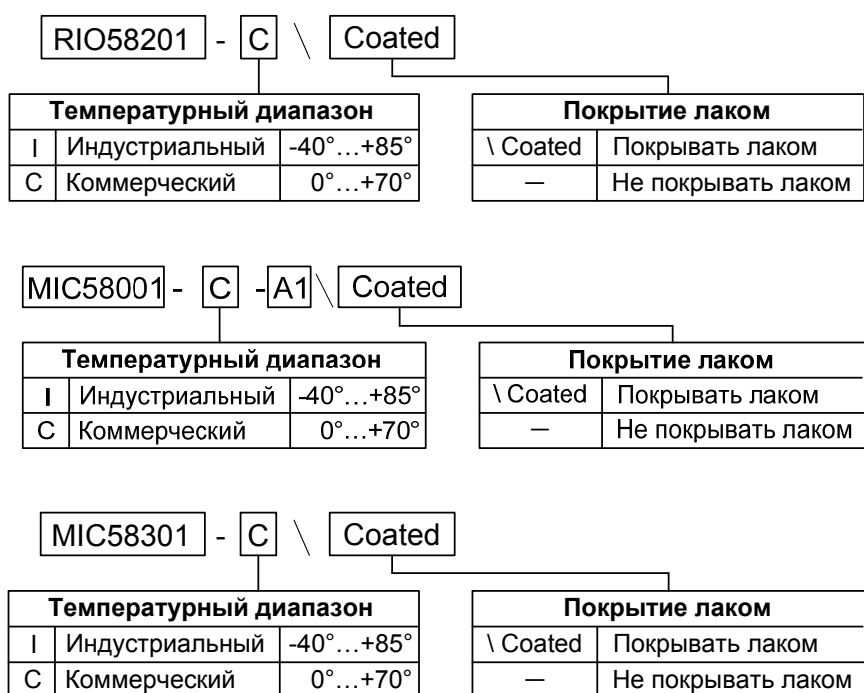 RIO58201 - C \ Coated
Температурный диапазон Покрытие лаком
I Индустриальный -40°…+85° \ Coated Покрывать лаком
C Коммерческий 0°…+70° — Не покрывать лаком
MIC58001 - C -A1 \ Coated
Температурный диапазон Покрытие лаком
I Индустриальный -40°…+85° \ Coated Покрывать лаком
C Коммерческий 0°…+70° — Не покрывать лаком
MIC58301 - C \ Coated
Температурный диапазон Покрытие лаком
I Индустриальный -40°…+85° \ Coated Покрывать лаком
C Коммерческий 0°…+70° — Не покрывать лаком